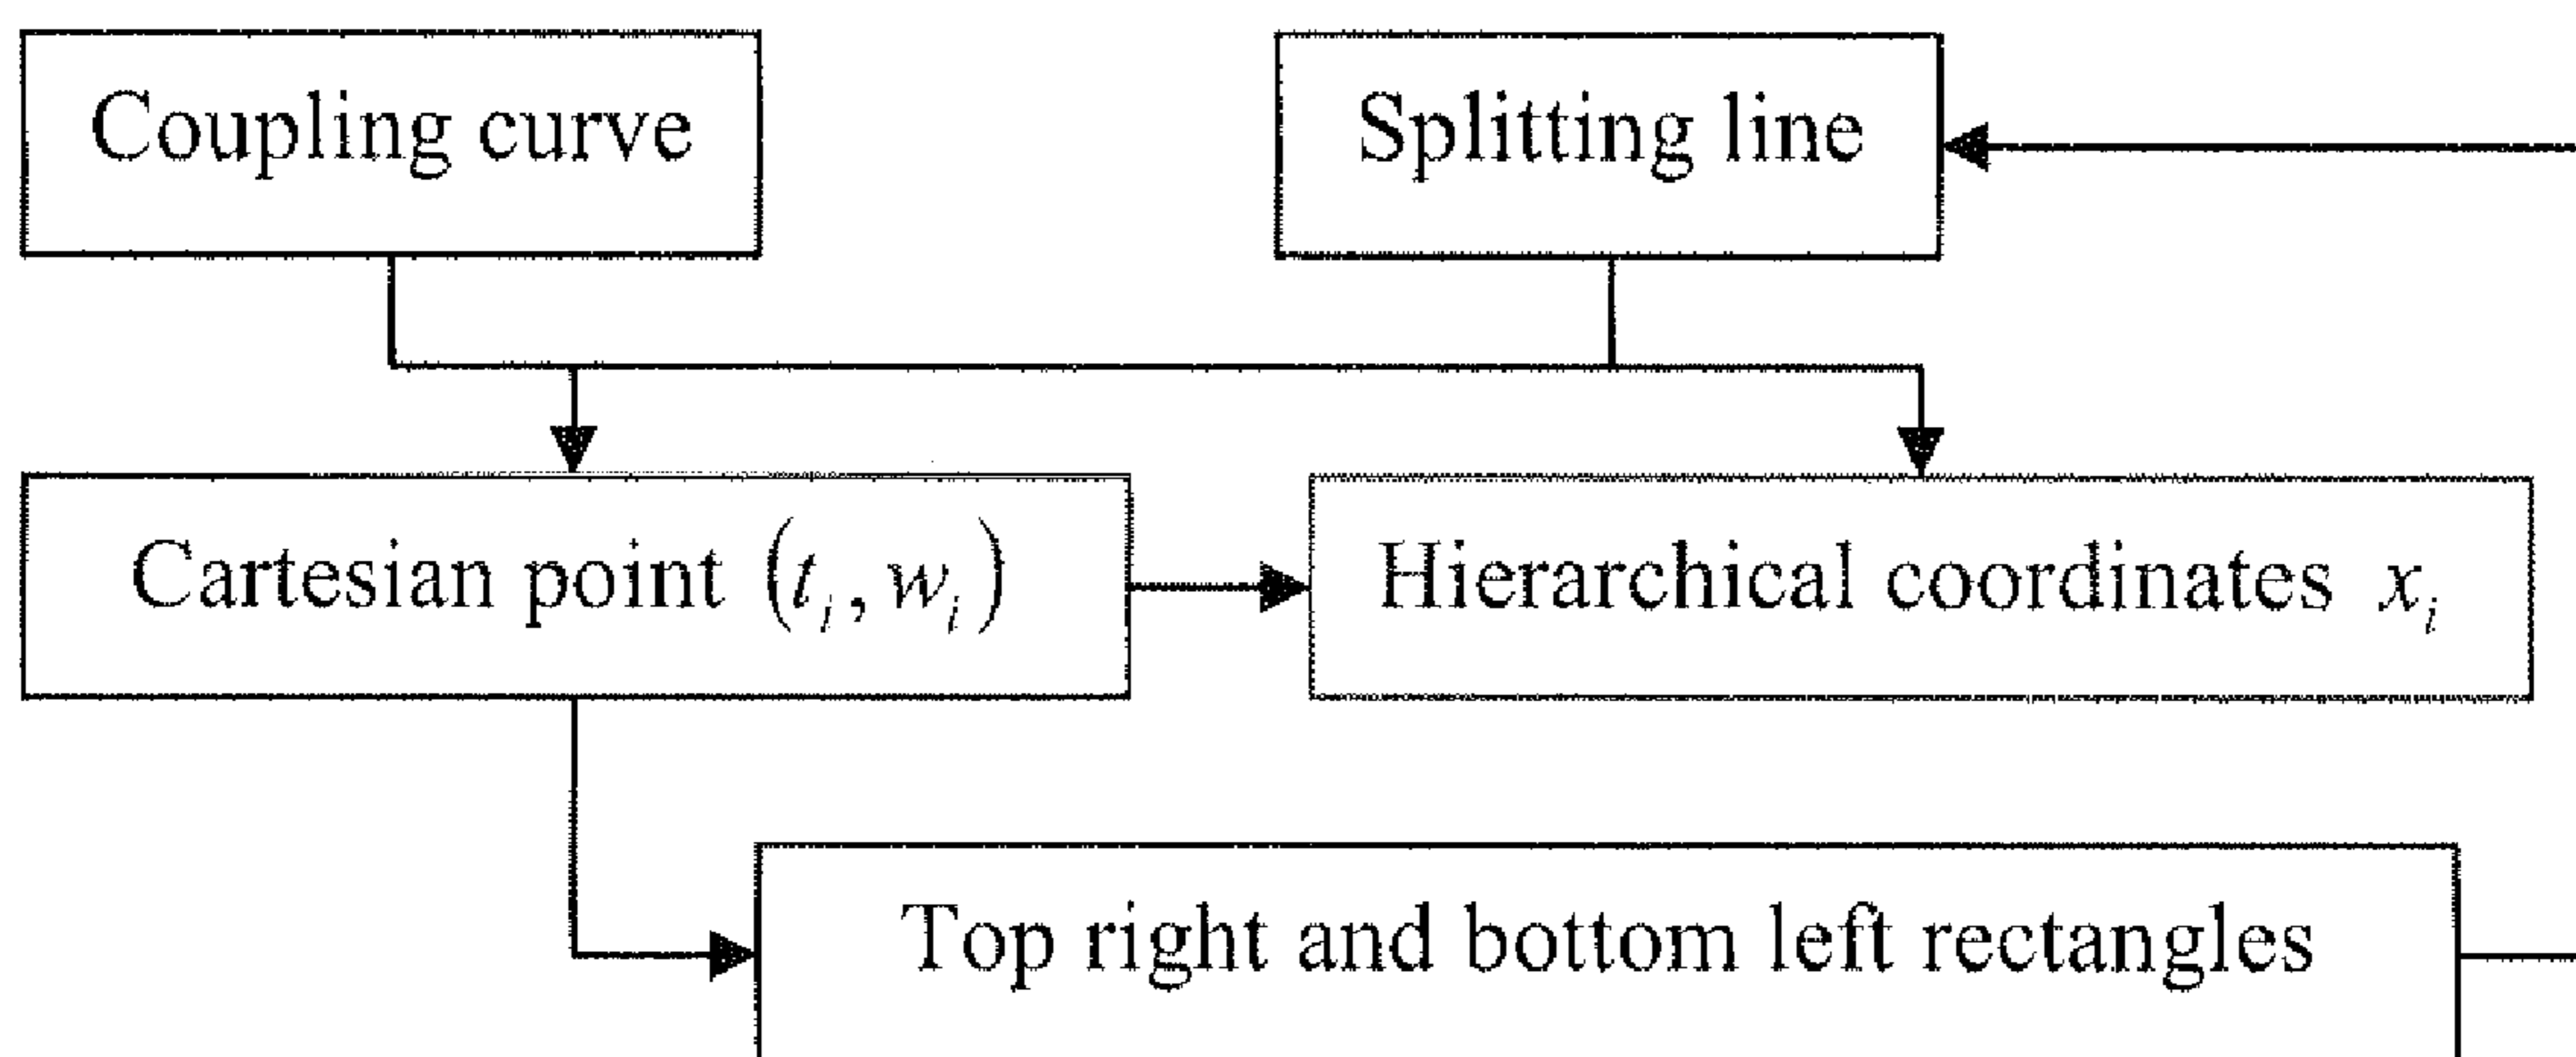 Coupling curve
Splitting line
Cartesian point (t_i, w_i)
Hierarchical coordinates x_i
Top right and bottom left rectangles